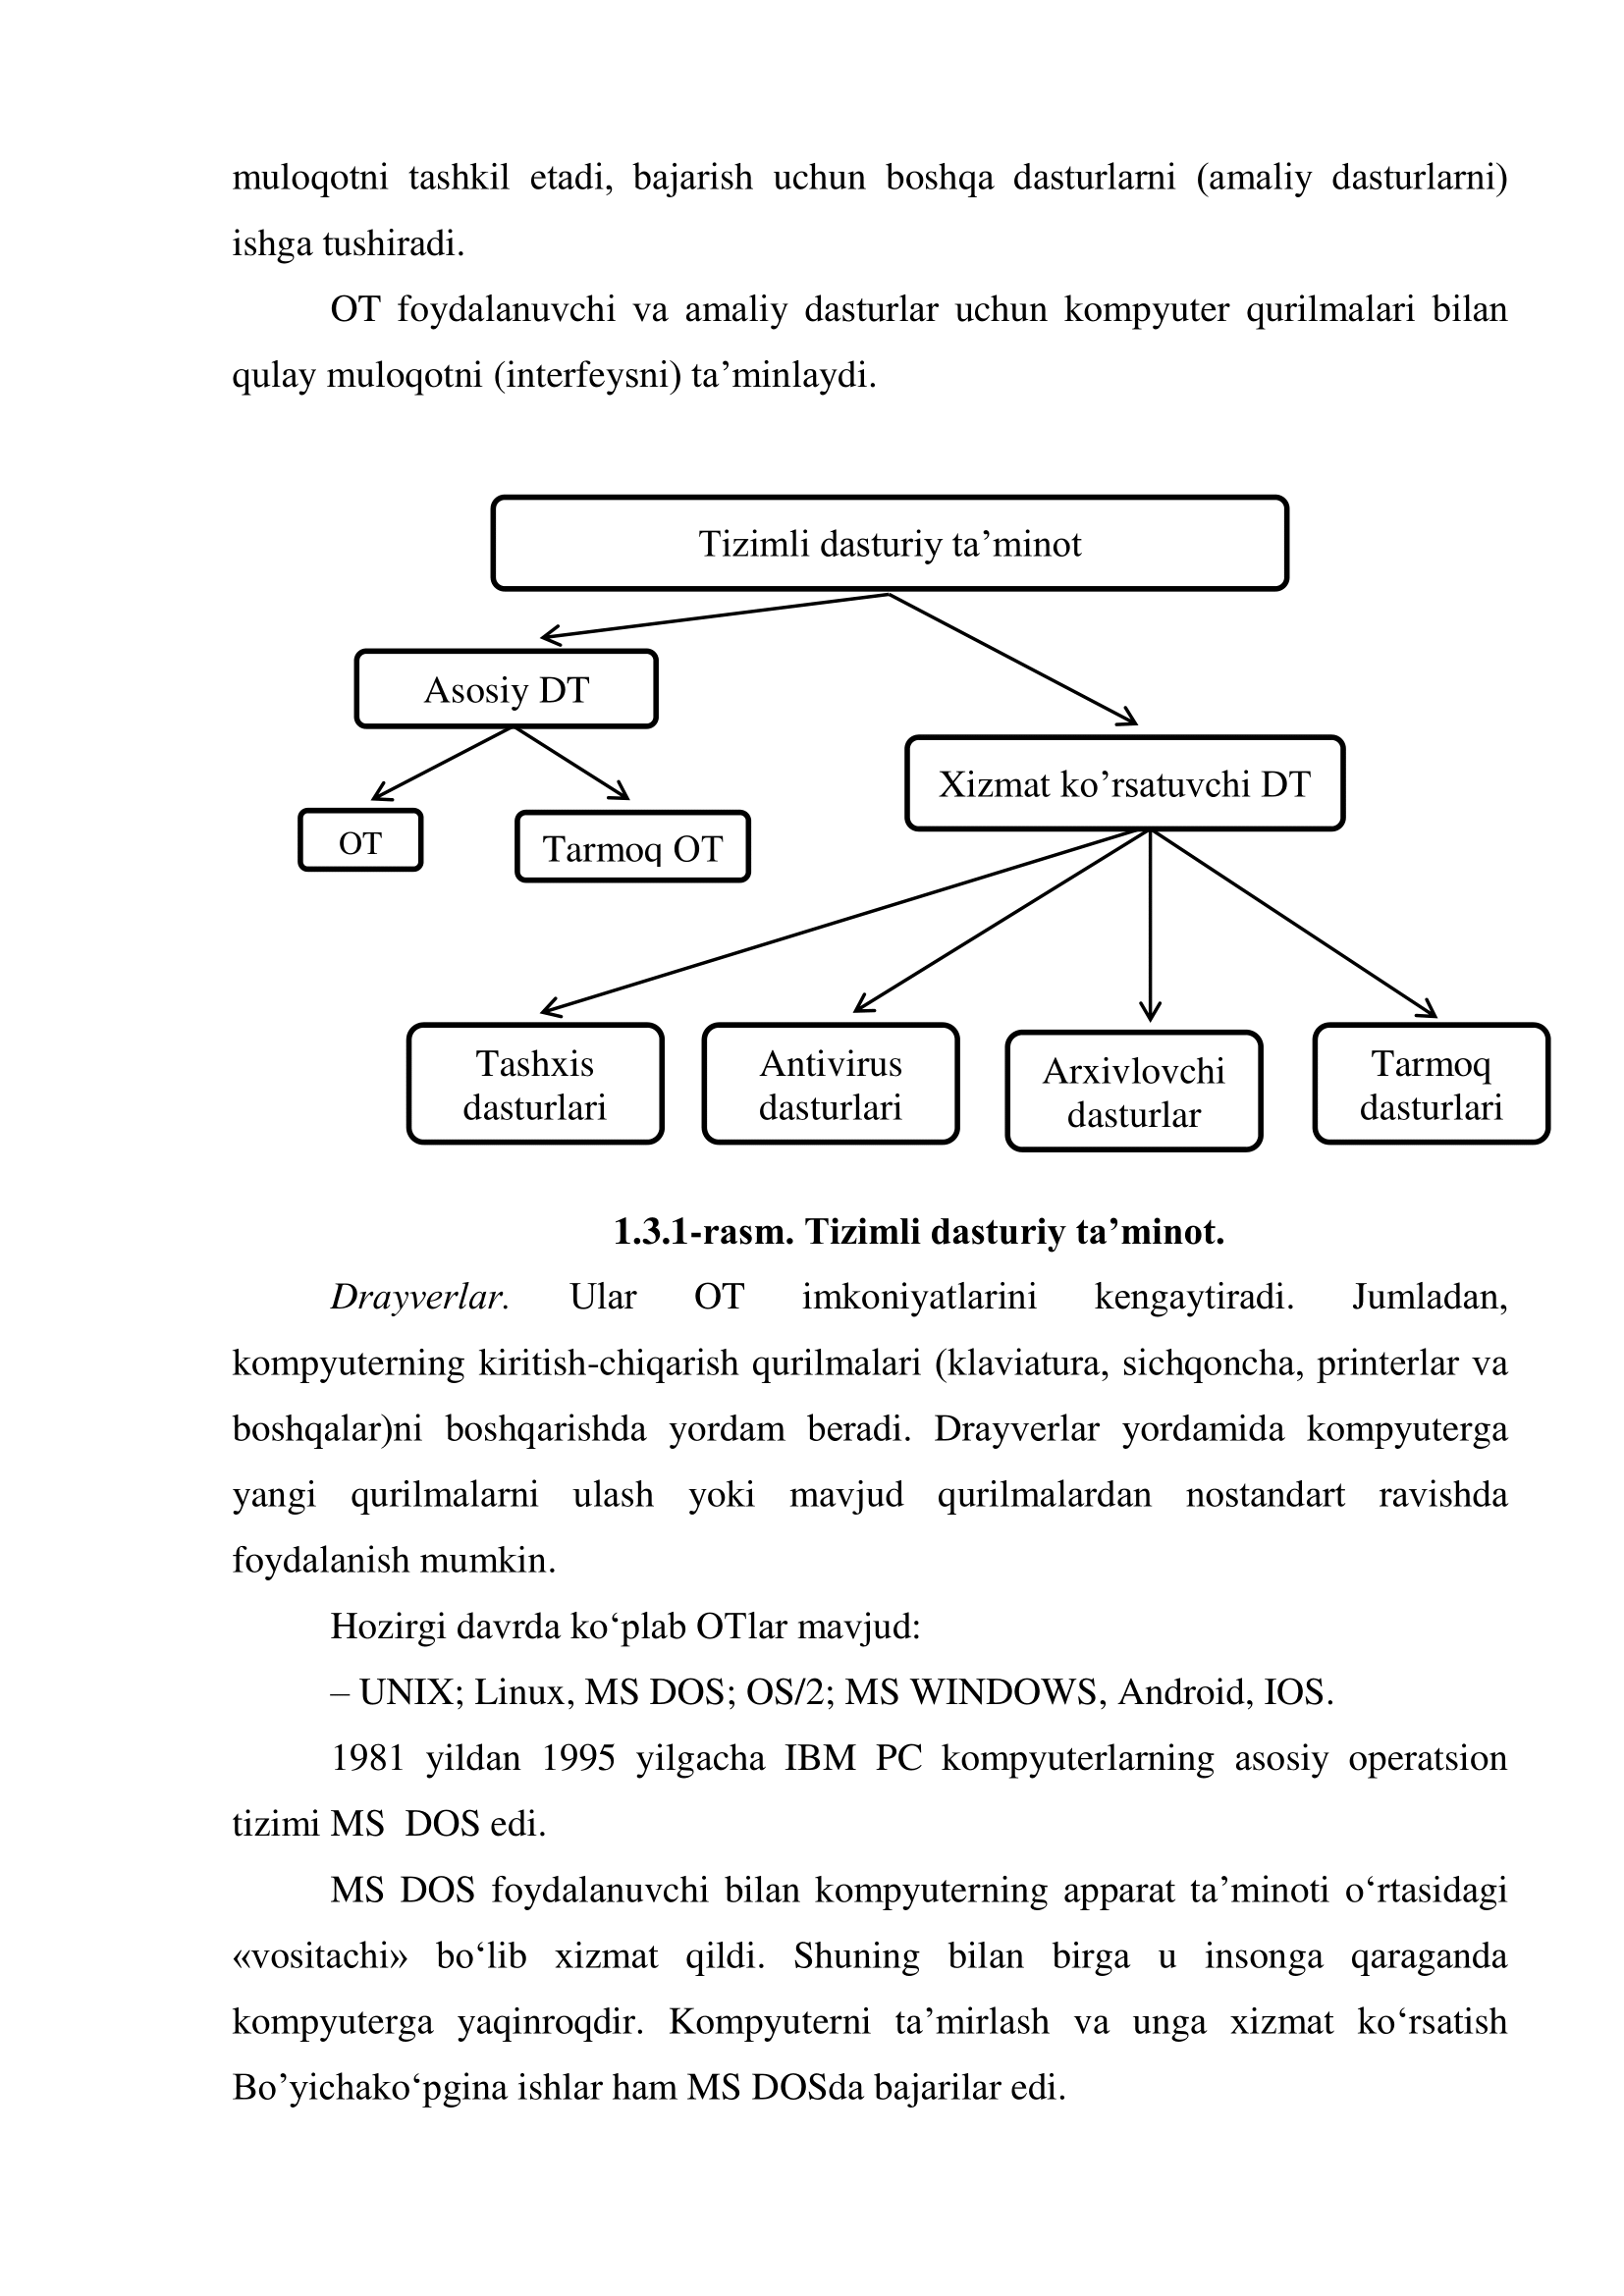 muloqotni tashkil etadi, bajarish uchun boshqa dasturlarni (amaliy dasturlarni)
ishga tushiradi.
OT foydalanuvchi va amaliy dasturlar uchun kompyuter qurilmalari bilan
qulay muloqotni (interfeysni) ta’minlaydi.
Tizimli dasturiy ta’minot
Asosiy DT
Xizmat ko’rsatuvchi DT
OT
Tarmoq OT
Tashxis
dasturlari
Antivirus
dasturlari
Arxivlovchi
dasturlar
Tarmoq
dasturlari
1.3.1-rasm. Tizimli dasturiy ta’minot.
Drayverlar. Ular OT imkoniyatlarini kengaytiradi. Jumladan,
kompyuterning kiritish-chiqarish qurilmalari (klaviatura, sichqoncha, printerlar va
boshqalar)ni boshqarishda yordam beradi. Drayverlar yordamida kompyuterga
yangi qurilmalarni ulash yoki mavjud qurilmalardan nostandart ravishda
foydalanish mumkin.
Hozirgi davrda ko‘plab OTlar mavjud:
– UNIX; Linux, MS DOS; OS/2; MS WINDOWS, Android, IOS.
1981 yildan 1995 yilgacha IBM PC kompyuterlarning asosiy operatsion
tizimi MS  DOS edi.
MS DOS foydalanuvchi bilan kompyuterning apparat ta’minoti o‘rtasidagi
«vositachi» bo‘lib xizmat qildi. Shuning bilan birga u insonga qaraganda
kompyuterga yaqinroqdir. Kompyuterni ta’mirlash va unga xizmat ko‘rsatish
Bo’yichako‘pgina ishlar ham MS DOSda bajarilar edi.